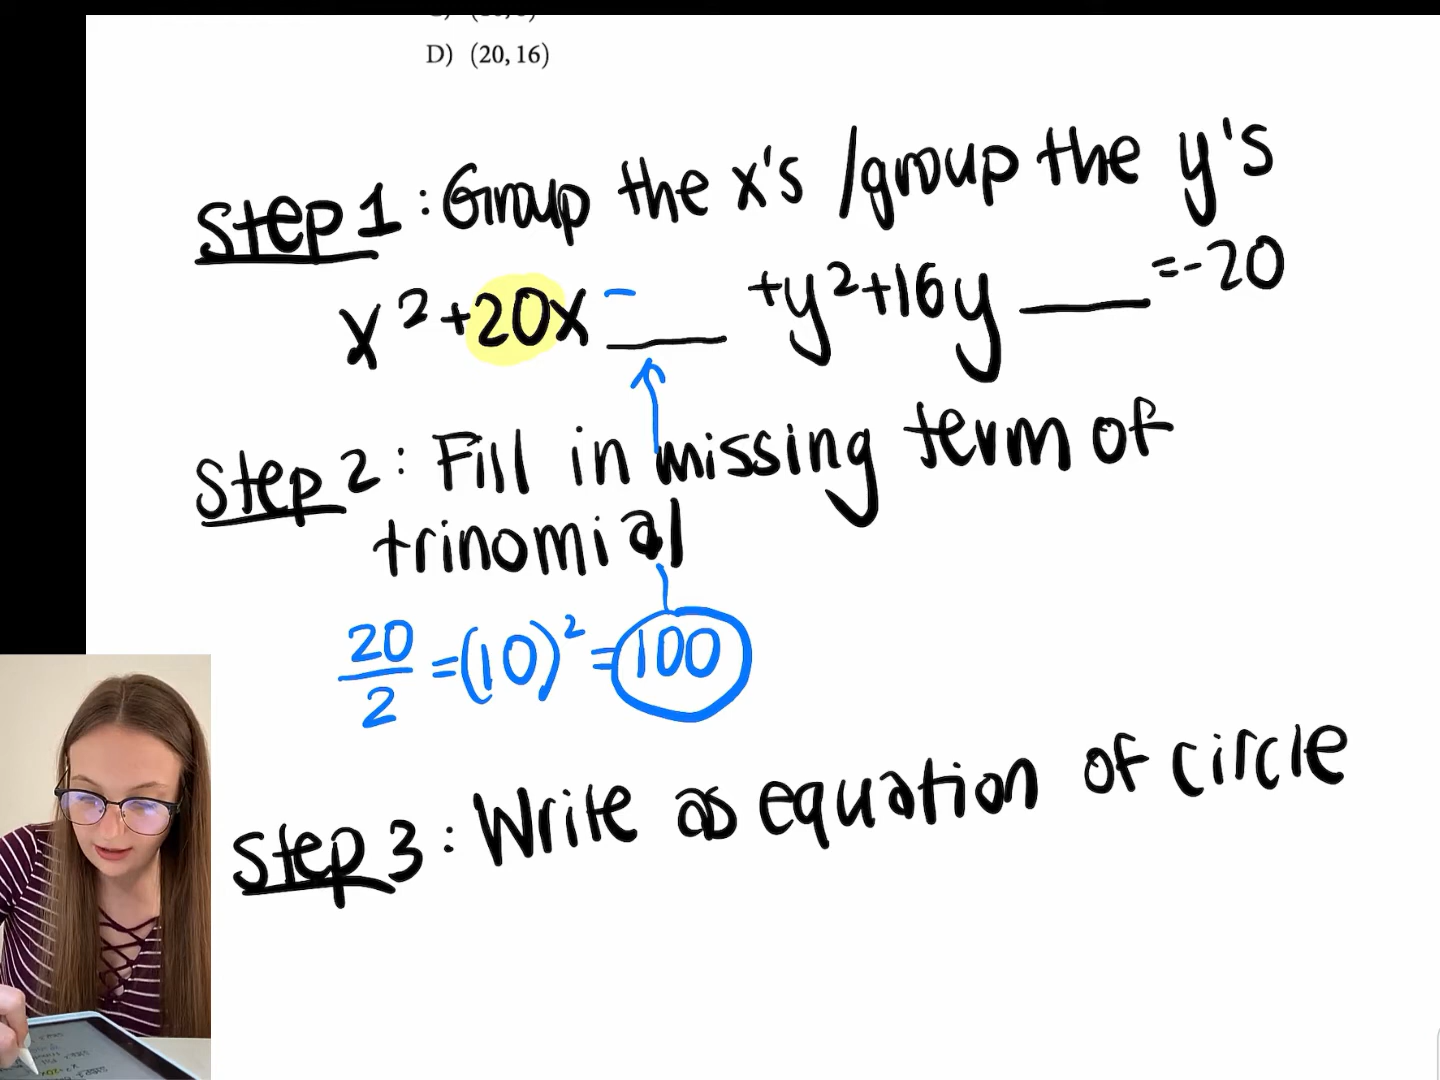 D) (20, 16)
Step 1: Group the x's / group the y's
x² + 20x - ___ + y² + 16y ___ = -20
Step 2: Fill in missing term of
trinomial
20/2 = (10)² = 100
Step 3: Write as equation of circle